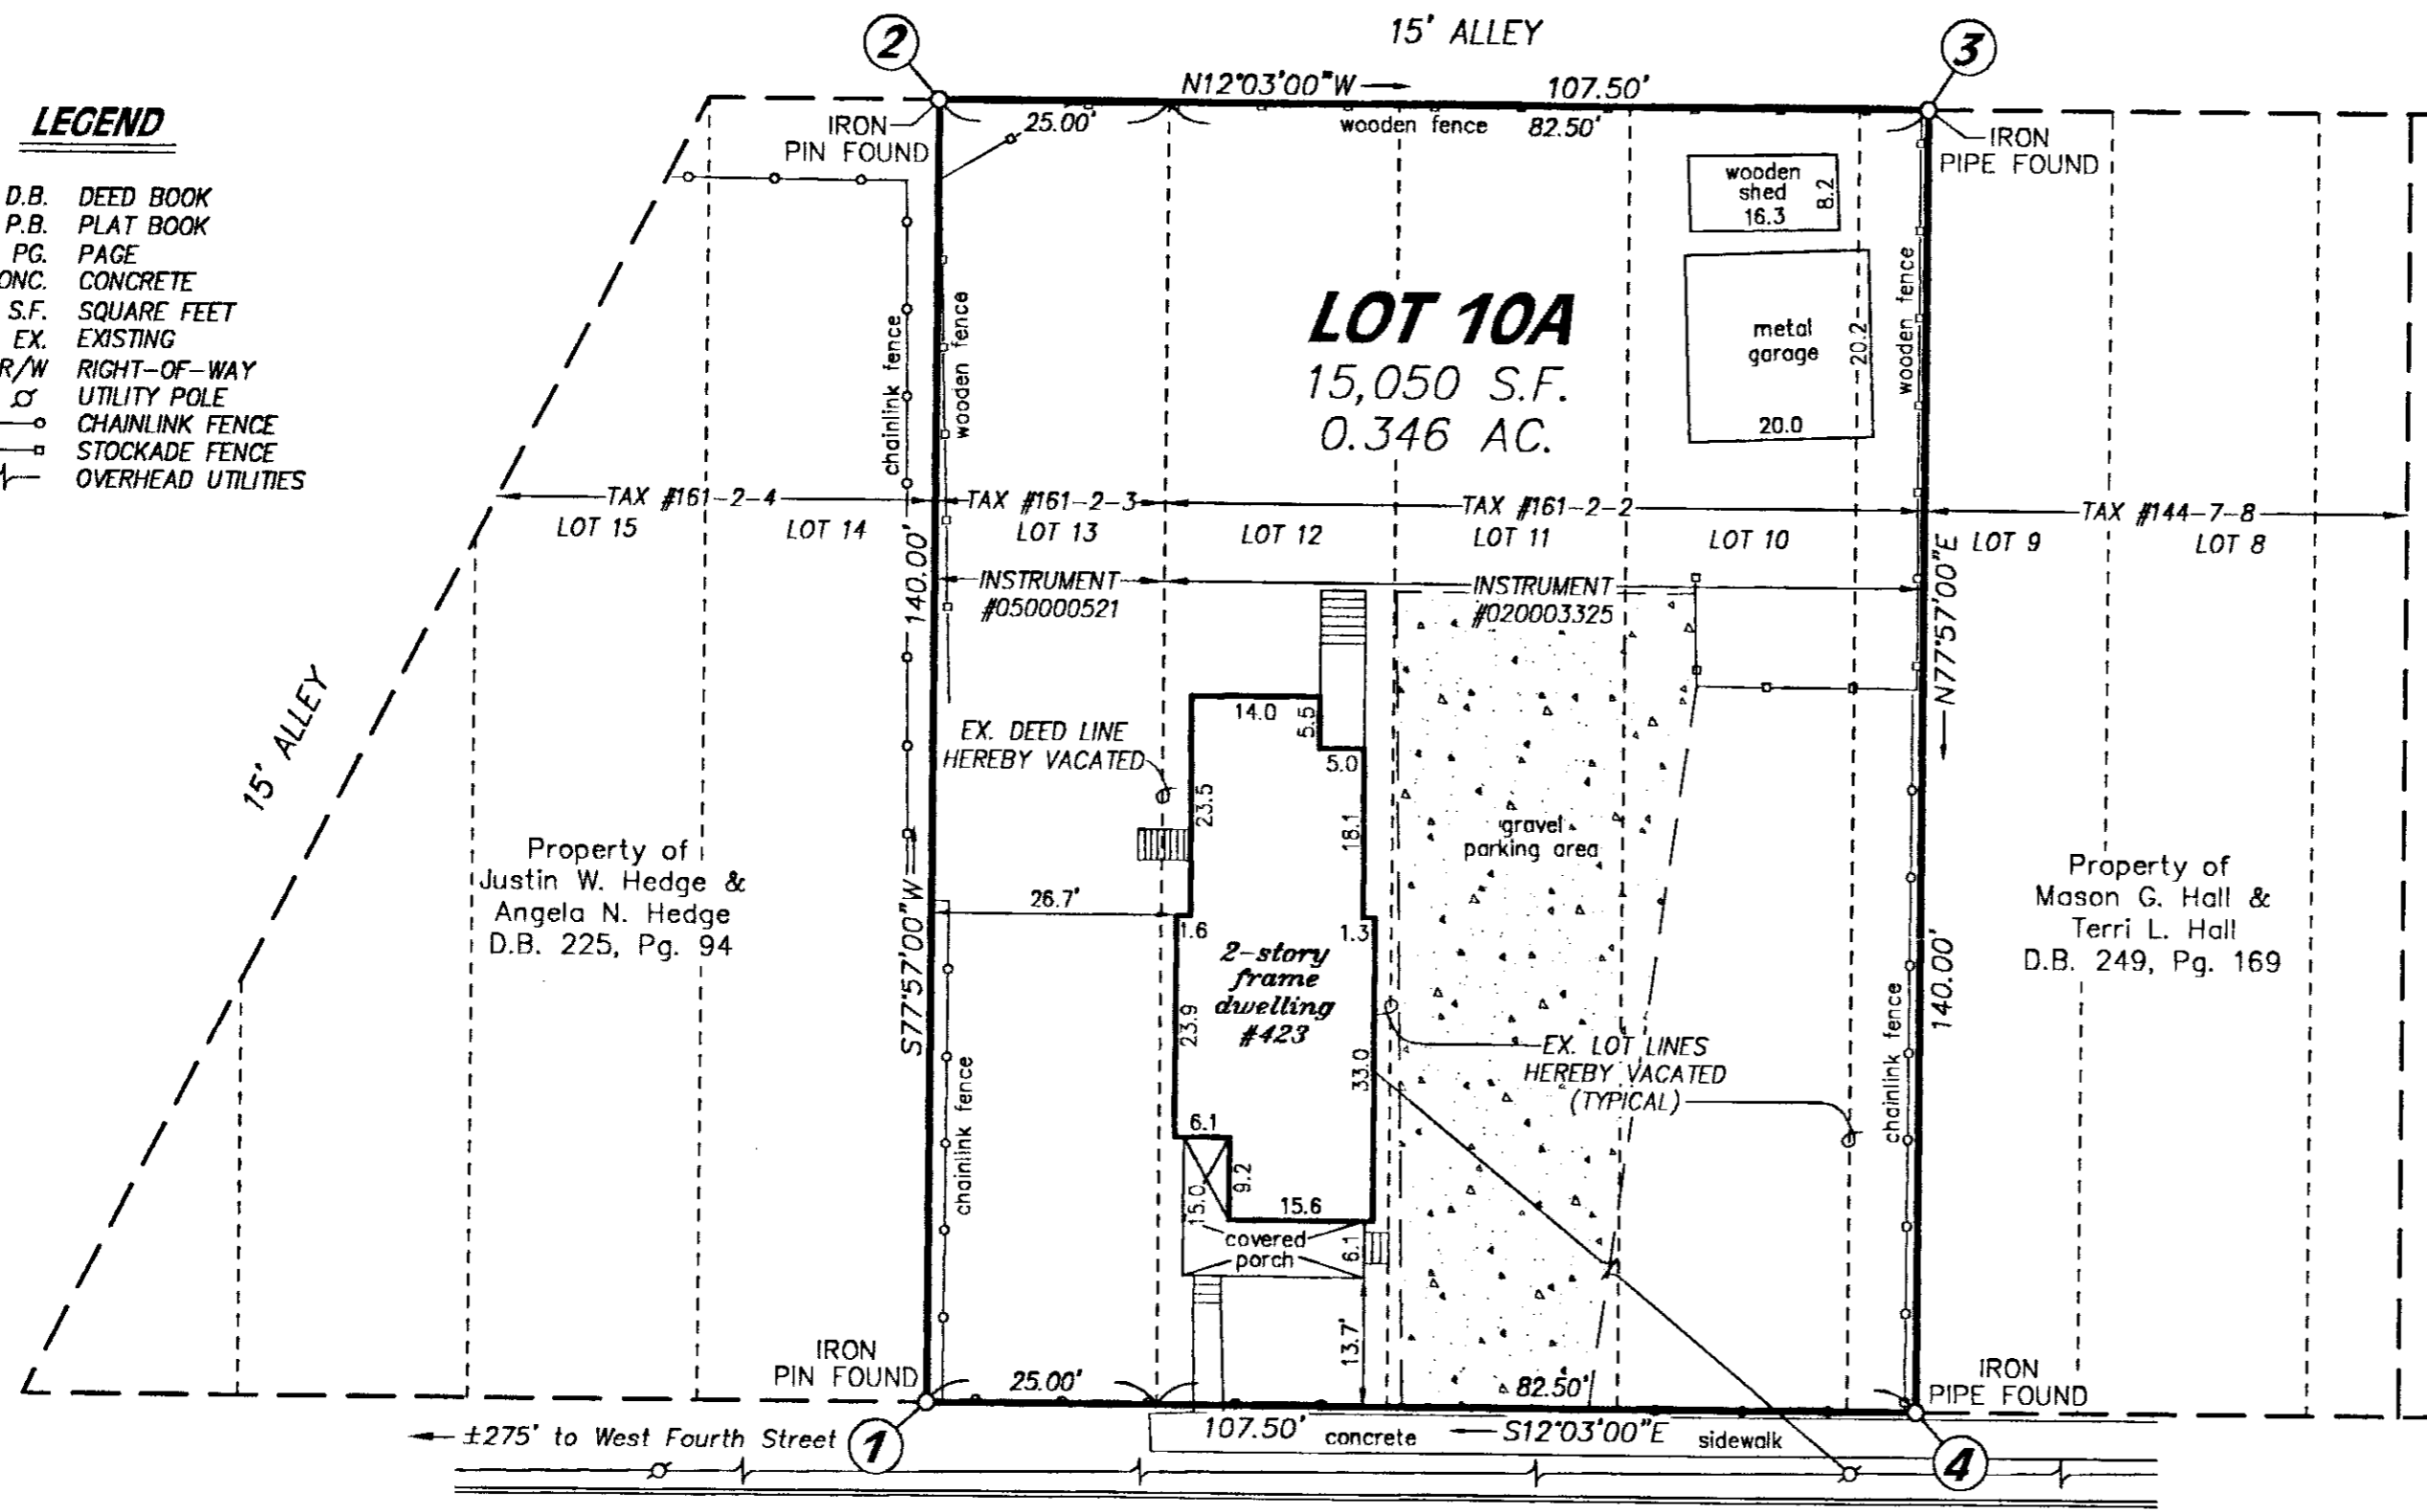 15' ALLEY
2
3
N12°03'00"W
107.50'
LEGEND
D.B. DEED BOOK
P.B. PLAT BOOK
PG. PAGE
ONC. CONCRETE
S.F. SQUARE FEET
EX. EXISTING
R/W RIGHT-OF-WAY
UTILITY POLE
CHAINLINK FENCE
STOCKADE FENCE
OVERHEAD UTILITIES
IRON
PIN FOUND
25.00'
wooden fence
82.50'
IRON
PIPE FOUND
wooden
shed
16.3
8.2
chainlink fence
wooden fence
LOT 10A
15,050 S.F.
0.346 AC.
metal
garage
20.2
20.0
wooden fence
TAX #161-2-4
TAX #161-2-3
TAX #161-2-2
TAX #144-7-8
LOT 15
LOT 14
LOT 13
LOT 12
LOT 11
LOT 10
LOT 9
LOT 8
140.00'
S77°57'00"W
INSTRUMENT
#050000521
INSTRUMENT
#020003325
N77°57'00"E
140.00'
15' ALLEY
EX. DEED LINE
HEREBY VACATED
14.0
5.5
5.0
23.5
18.1
gravel
parking area
Property of
Justin W. Hedge &
Angela N. Hedge
D.B. 225, Pg. 94
26.7'
1.6
1.3
2-story
frame
dwelling
#423
23.9
33.0
Property of
Mason G. Hall &
Terri L. Hall
D.B. 249, Pg. 169
EX. LOT LINES
HEREBY VACATED
(TYPICAL)
chainlink fence
chainlink fence
6.1
9.2
15.0
15.6
covered
porch
6.1
13.7'
IRON
PIN FOUND
25.00'
82.50'
IRON
PIPE FOUND
±275' to West Fourth Street
1
107.50'
concrete
S12°03'00"E
sidewalk
4